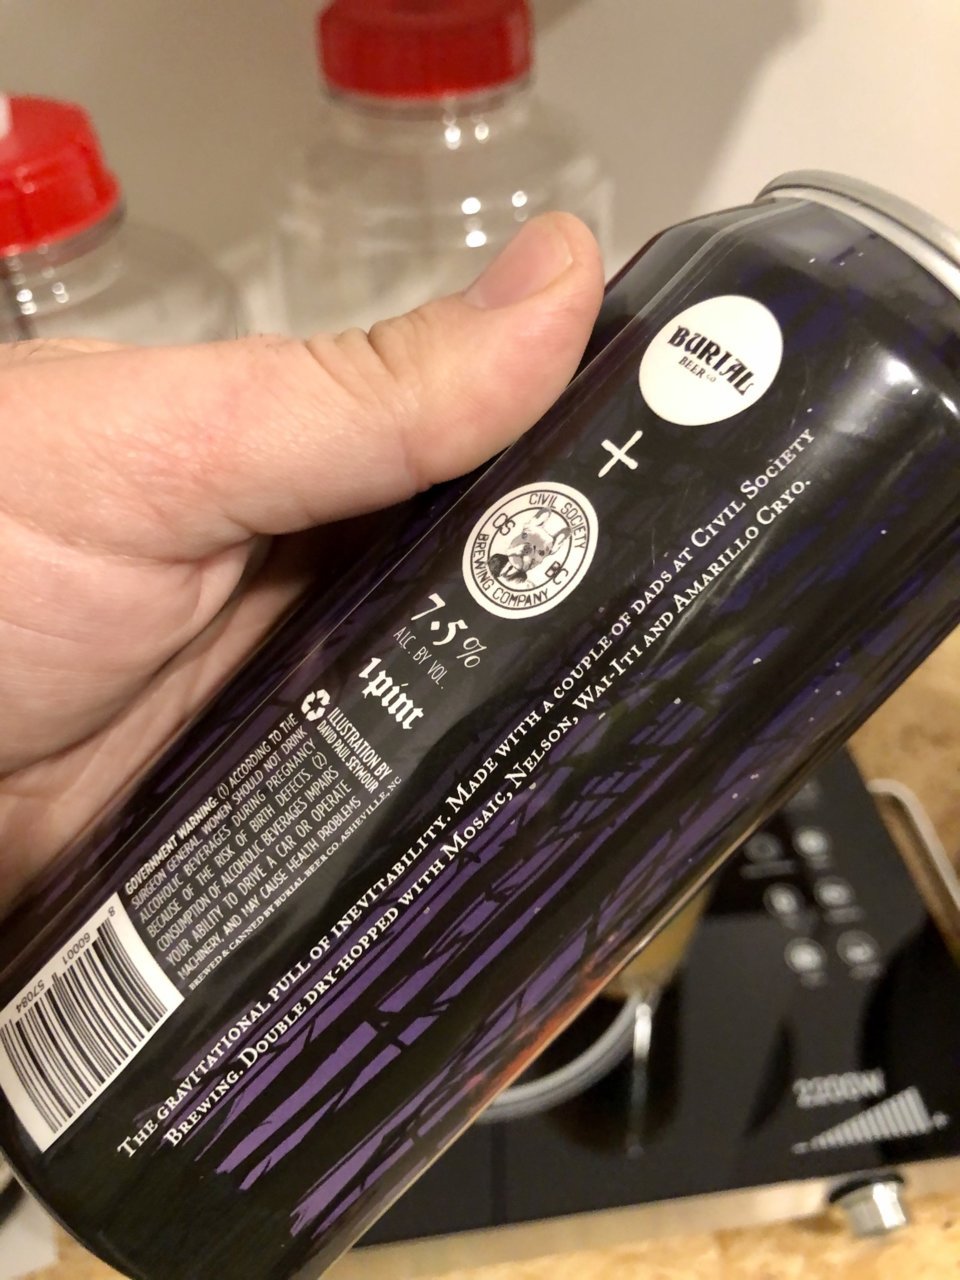 BURIAL
BEER CO
+
CIVIL SOCIETY
CS BC
BREWING COMPANY
7.5%
ALC. BY VOL.
1 pint
ILLUSTRATION BY
DAVID PAUL SEYMOUR
GOVERNMENT WARNING: (1) ACCORDING TO THE
SURGEON GENERAL, WOMEN SHOULD NOT DRINK
ALCOHOLIC BEVERAGES DURING PREGNANCY
BECAUSE OF THE RISK OF BIRTH DEFECTS. (2)
CONSUMPTION OF ALCOHOLIC BEVERAGES IMPAIRS
YOUR ABILITY TO DRIVE A CAR OR OPERATE
MACHINERY, AND MAY CAUSE HEALTH PROBLEMS
BREWED & CANNED BY BURIAL BEER CO. ASHEVILLE, NC
8 60001 57084
THE GRAVITATIONAL PULL OF INEVITABILITY. MADE WITH A COUPLE OF DADS AT CIVIL SOCIETY
BREWING. DOUBLE DRY-HOPPED WITH MOSAIC, NELSON, WAI-ITI AND AMARILLO CRYO.
2200W